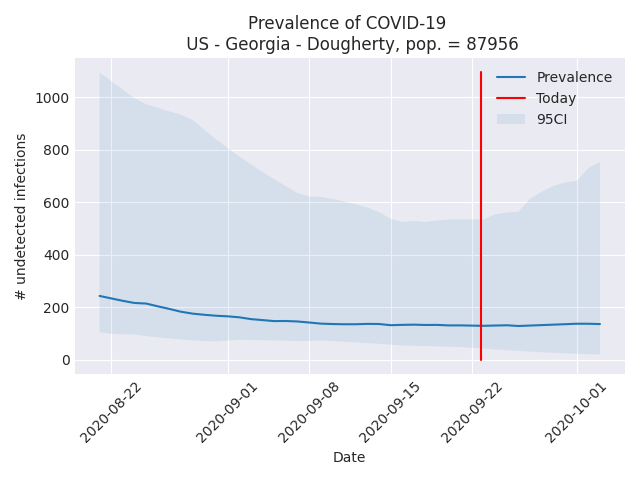 Prevalence of COVID-19
US - Georgia - Dougherty, pop. = 87956
Prevalence
Today
95CI
# undetected infections
1000
800
600
400
200
0
2020-08-22
2020-09-01
2020-09-08
2020-09-15
2020-09-22
2020-10-01
Date